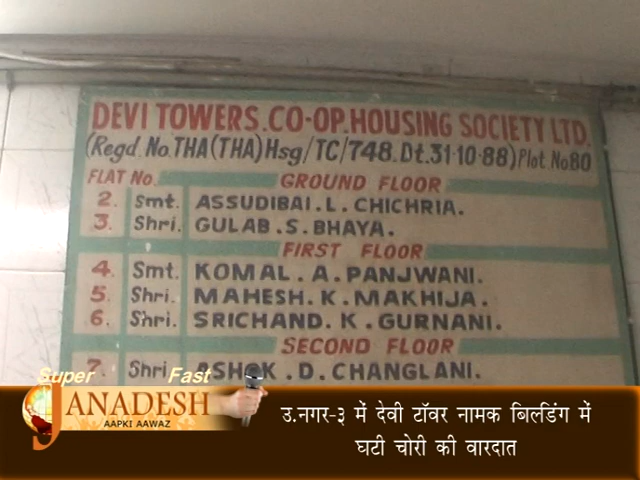 DEVI TOWERS.CO-OP.HOUSING SOCIETY LTD.
(Regd. No. THA (THA) Hsg/TC/748. Dt.31-10-88) Plot No.80
FLAT No. GROUND FLOOR
2. Smt. ASSUDIBAI.L.CHICHRIA.
3. Shri. GULAB.S.BHAYA.
FIRST FLOOR
4. Smt. KOMAL.A.PANJWANI.
5. Shri. MAHESH.K.MAKHIJA.
6. Shri. SRICHAND.K.GURNANI.
SECOND FLOOR
7. Shri ASHOK.D.CHANGLANI.
Super Fast
JANADESH
AAPKI AAWAZ
उ.नगर-३ में देवी टॉवर नामक बिल्डिंग में
घटी चोरी की वारदात